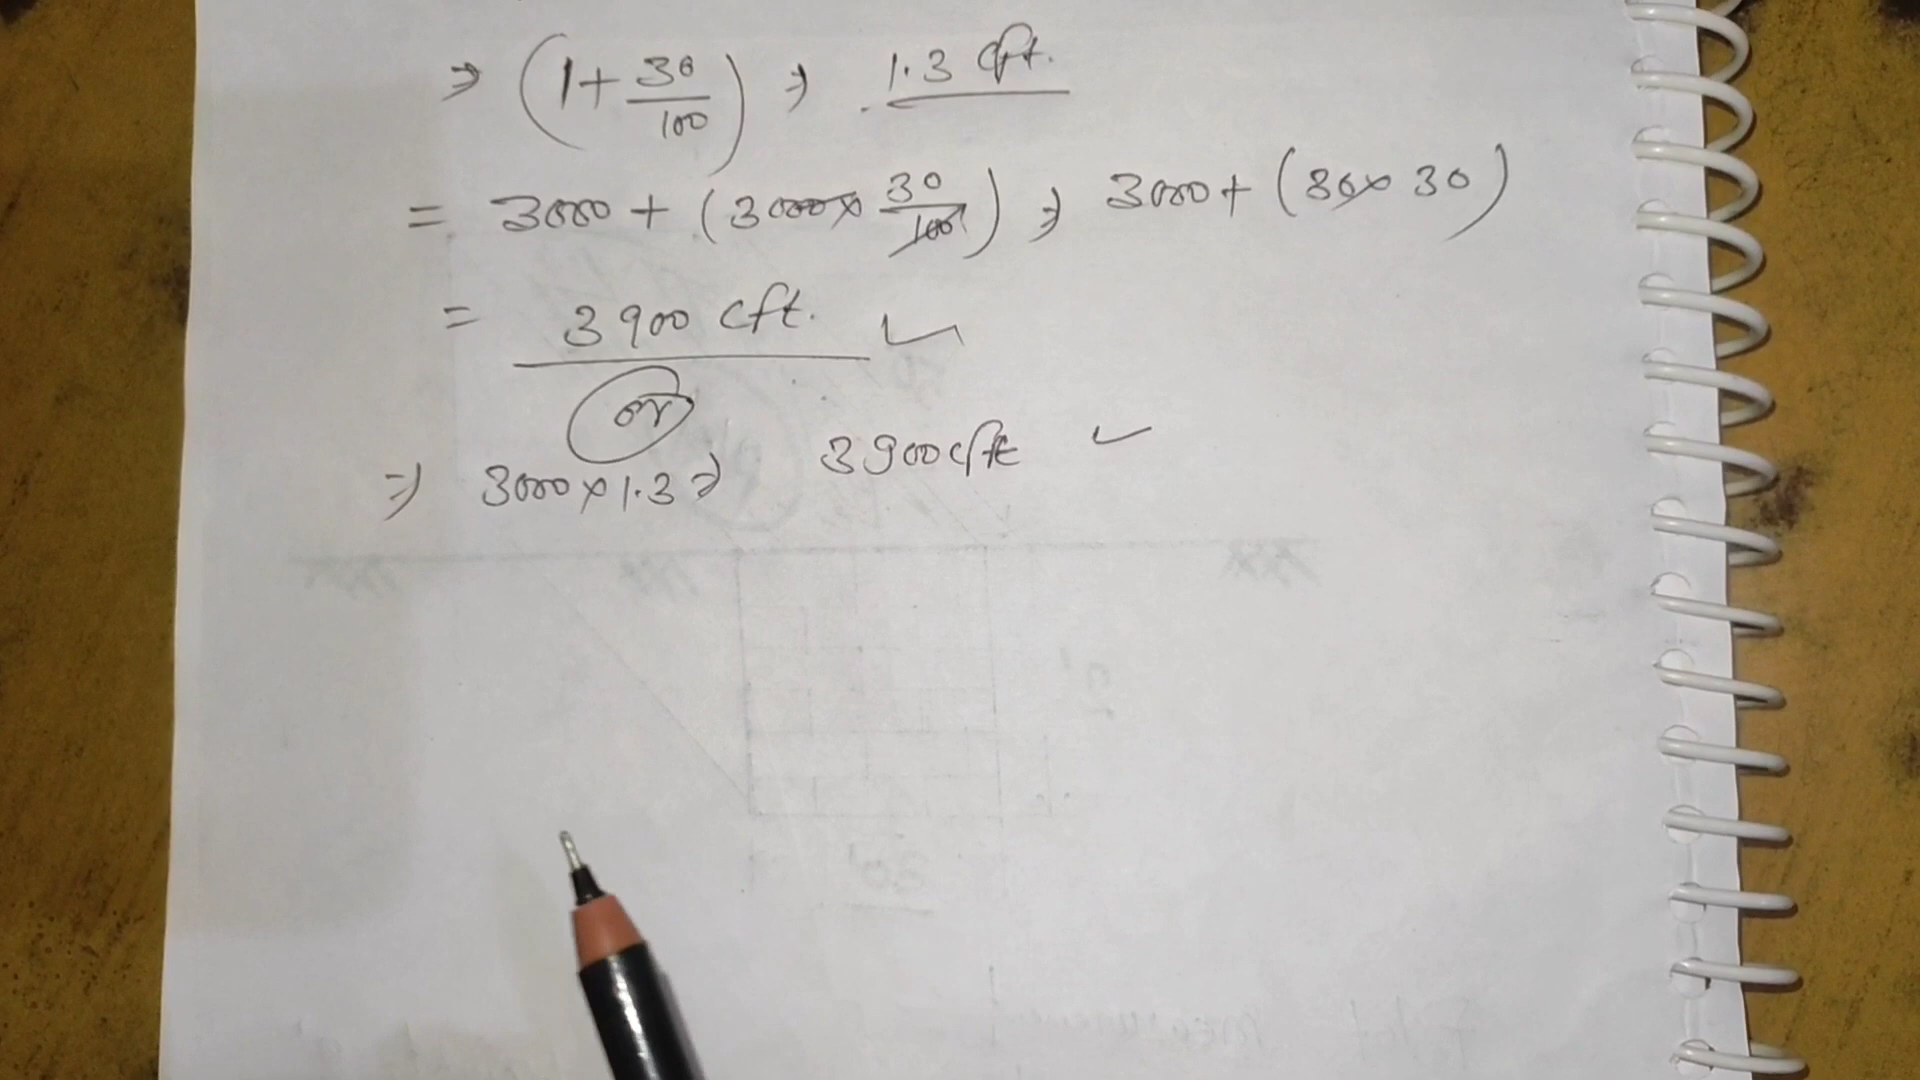 ⇒ (1 + 30/100) ⇒ 1.3 cft.
= 3000 + (3000 × 30/100) ⇒ 3000 + (30 × 30)
= 3900 cft. ✓
or
⇒ 3000 × 1.3 ⇒ 3900 cft ✓